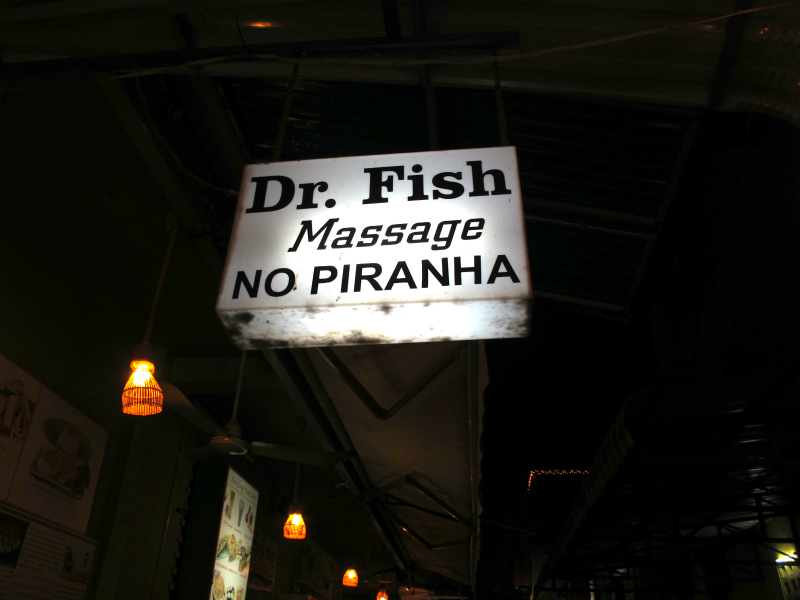 Dr. Fish
Massage
NO PIRANHA